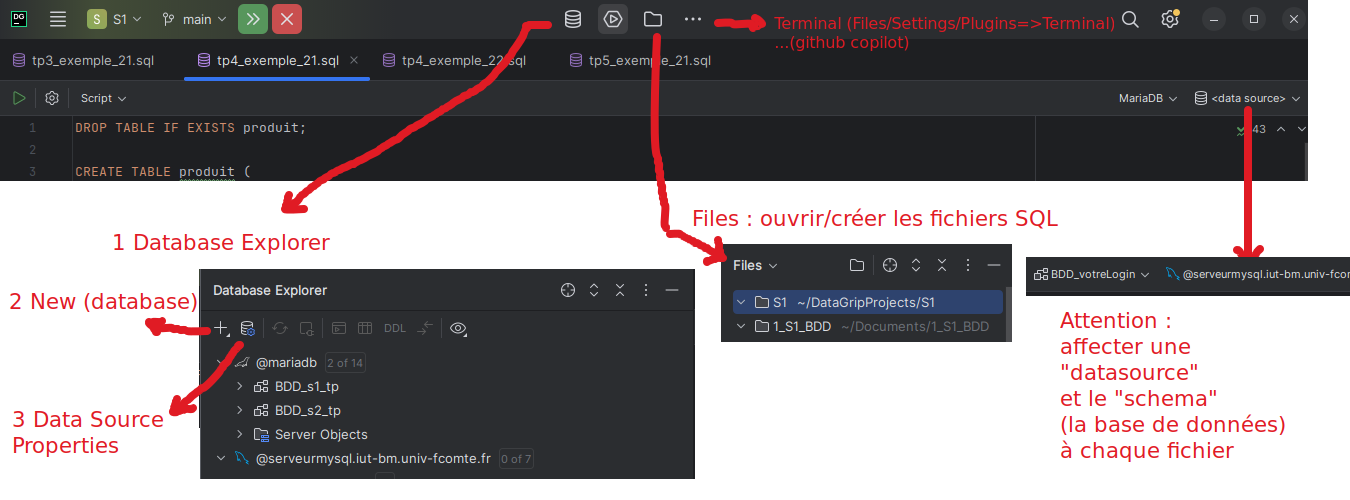 DG
S S1 main
Terminal (Files/Settings/Plugins=>Terminal)
...(github copilot)
tp3_exemple_21.sql tp4_exemple_21.sql tp4_exemple_22.sql tp5_exemple_21.sql
Script MariaDB <data source>
1 DROP TABLE IF EXISTS produit; 43
2
3 CREATE TABLE produit (
Files : ouvrir/créer les fichiers SQL
1 Database Explorer
Files
S1 ~/DataGripProjects/S1
1_S1_BDD ~/Documents/1_S1_BDD
BDD_votreLogin @serveurmysql.iut-bm.univ-fcomt
2 New (database)
Database Explorer
DDL
@mariadb 2 of 14
BDD_s1_tp
BDD_s2_tp
Server Objects
@serveurmysql.iut-bm.univ-fcomte.fr 0 of 7
3 Data Source
Properties
Attention :
affecter une
"datasource"
et le "schema"
(la base de données)
à chaque fichier